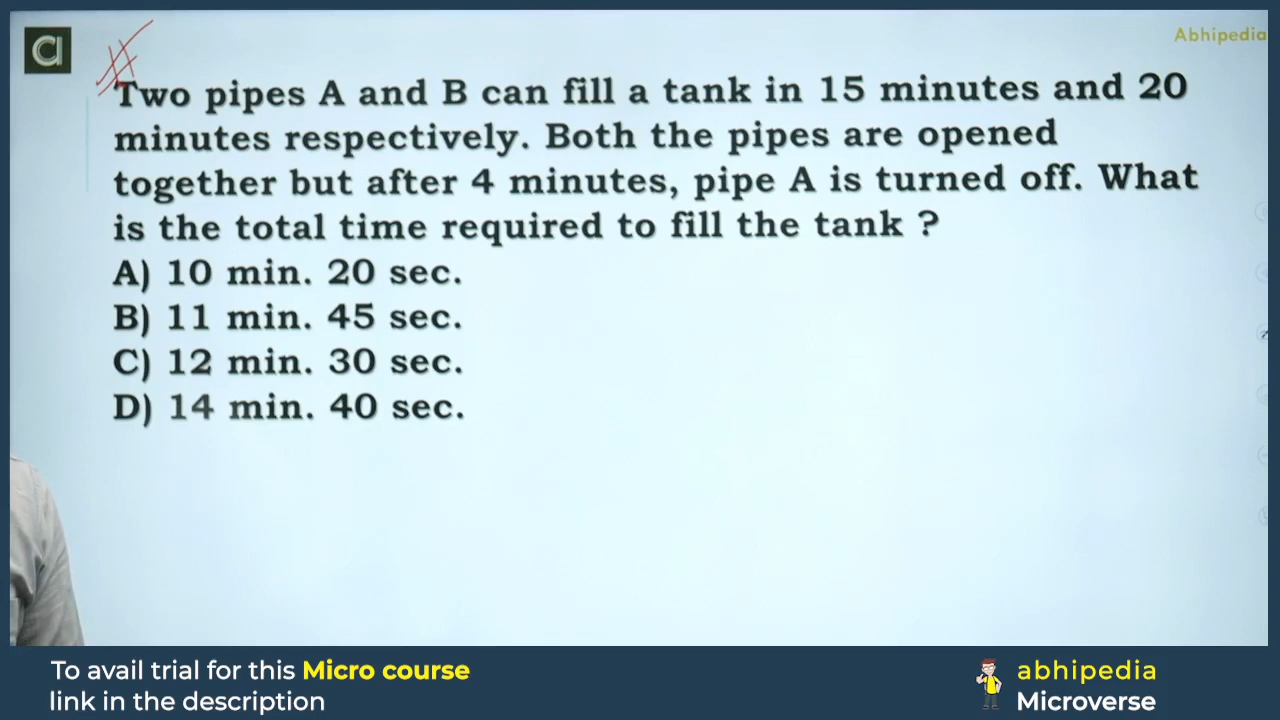 Abhipedia
Two pipes A and B can fill a tank in 15 minutes and 20
minutes respectively. Both the pipes are opened
together but after 4 minutes, pipe A is turned off. What
is the total time required to fill the tank ?
A) 10 min. 20 sec.
B) 11 min. 45 sec.
C) 12 min. 30 sec.
D) 14 min. 40 sec.
To avail trial for this Micro course
link in the description
abhipedia
Microverse